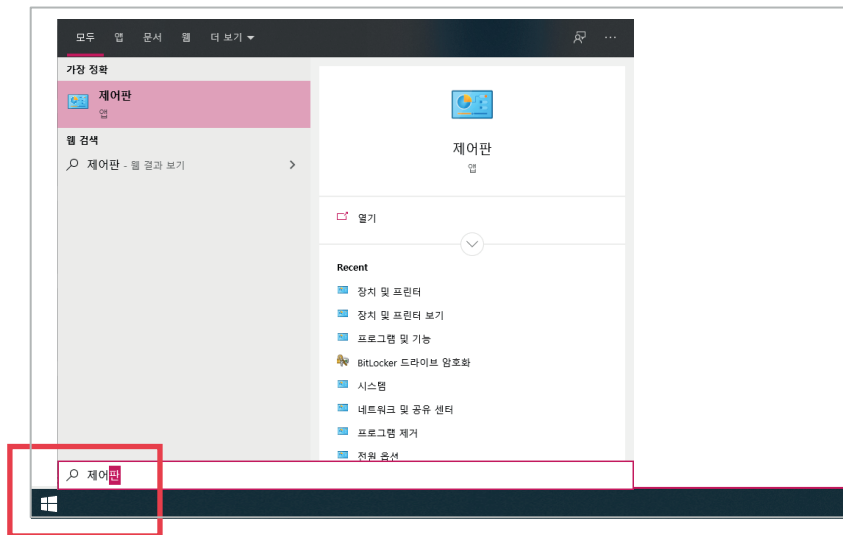 모두 앱 문서 웹 더 보기
가장 정확
제어판
앱
웹 검색
제어판 - 웹 결과 보기
제어판
앱
열기
Recent
장치 및 프린터
장치 및 프린터 보기
프로그램 및 기능
BitLocker 드라이브 암호화
시스템
네트워크 및 공유 센터
프로그램 제거
전원 옵션
제어판